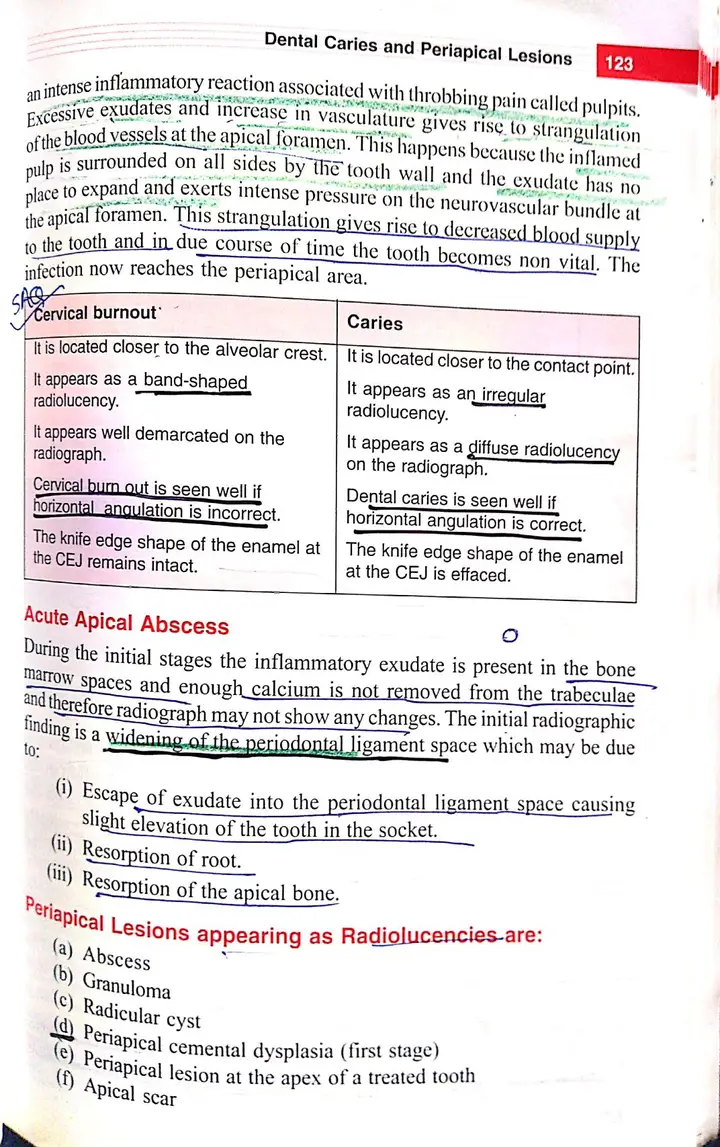 Dental Caries and Periapical Lesions 123
an intense inflammatory reaction associated with throbbing pain called pulpits.
Excessive exudates and increase in vasculature gives rise to strangulation
of the blood vessels at the apical foramen. This happens because the inflamed
pulp is surrounded on all sides by the tooth wall and the exudate has no
place to expand and exerts intense pressure on the neurovascular bundle at
the apical foramen. This strangulation gives rise to decreased blood supply
to the tooth and in due course of time the tooth becomes non vital. The
infection now reaches the periapical area.
SAQ
Cervical burnout
It is located closer to the alveolar crest.
It appears as a band-shaped
radiolucency.
It appears well demarcated on the
radiograph.
Cervical burn out is seen well if
horizontal angulation is incorrect.
The knife edge shape of the enamel at
the CEJ remains intact.
Caries
It is located closer to the contact point.
It appears as an irregular
radiolucency.
It appears as a diffuse radiolucency
on the radiograph.
Dental caries is seen well if
horizontal angulation is correct.
The knife edge shape of the enamel
at the CEJ is effaced.
Acute Apical Abscess
During the initial stages the inflammatory exudate is present in the bone
marrow spaces and enough calcium is not removed from the trabeculae
and therefore radiograph may not show any changes. The initial radiographic
finding is a widening of the periodontal ligament space which may be due
to:
(i) Escape of exudate into the periodontal ligament space causing
slight elevation of the tooth in the socket.
(ii) Resorption of root.
(iii) Resorption of the apical bone.
Periapical Lesions appearing as Radiolucencies are:
(a) Abscess
(b) Granuloma
(c) Radicular cyst
(d) Periapical cemental dysplasia (first stage)
(e) Periapical lesion at the apex of a treated tooth
(f) Apical scar